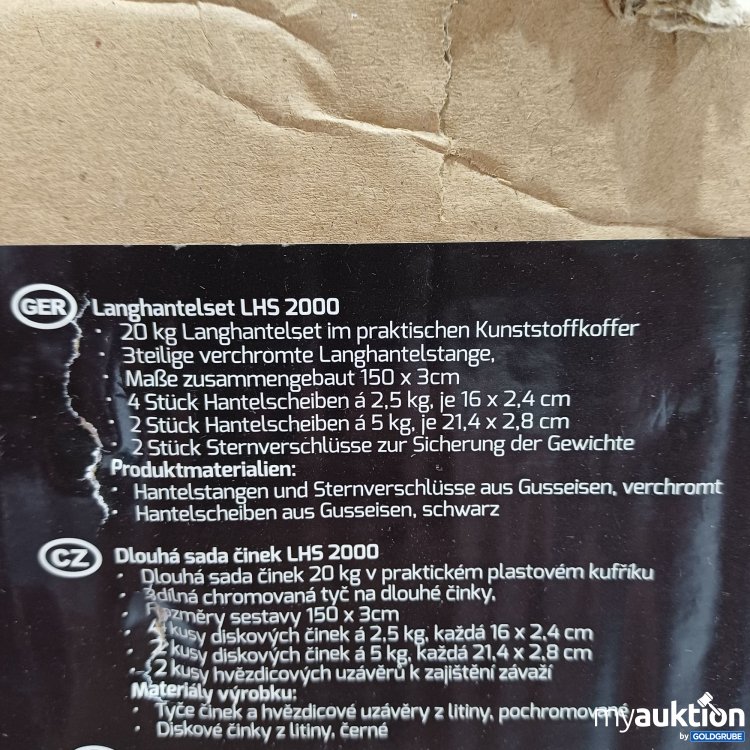 GER Langhantelset LHS 2000
· 20 kg Langhantelset im praktischen Kunststoffkoffer
· 3teilige verchromte Langhantelstange,
· Maße zusammengebaut 150 x 3cm
· 4 Stück Hantelscheiben á 2,5 kg, je 16 x 2,4 cm
· 2 Stück Hantelscheiben á 5 kg, je 21,4 x 2,8 cm
· 2 Stück Sternverschlüsse zur Sicherung der Gewichte
Produktmaterialien:
· Hantelstangen und Sternverschlüsse aus Gusseisen, verchromt
· Hantelscheiben aus Gusseisen, schwarz
CZ Dlouhá sada činek LHS 2000
· Dlouhá sada činek 20 kg v praktickém plastovém kufříku
· 3dílná chromovaná tyč na dlouhé činky,
· Rozměry sestavy 150 x 3cm
· 4 kusy diskových činek á 2,5 kg, každá 16 x 2,4 cm
· 2 kusy diskových činek á 5 kg, každá 21,4 x 2,8 cm
· 2 kusy hvězdicových uzávěrů k zajištění závaží
Materiály výrobku:
· Tyče činek a hvězdicové uzávěry z litiny, pochromované
· Diskové činky z litiny, černé
myauktion
by GOLDGRUBE